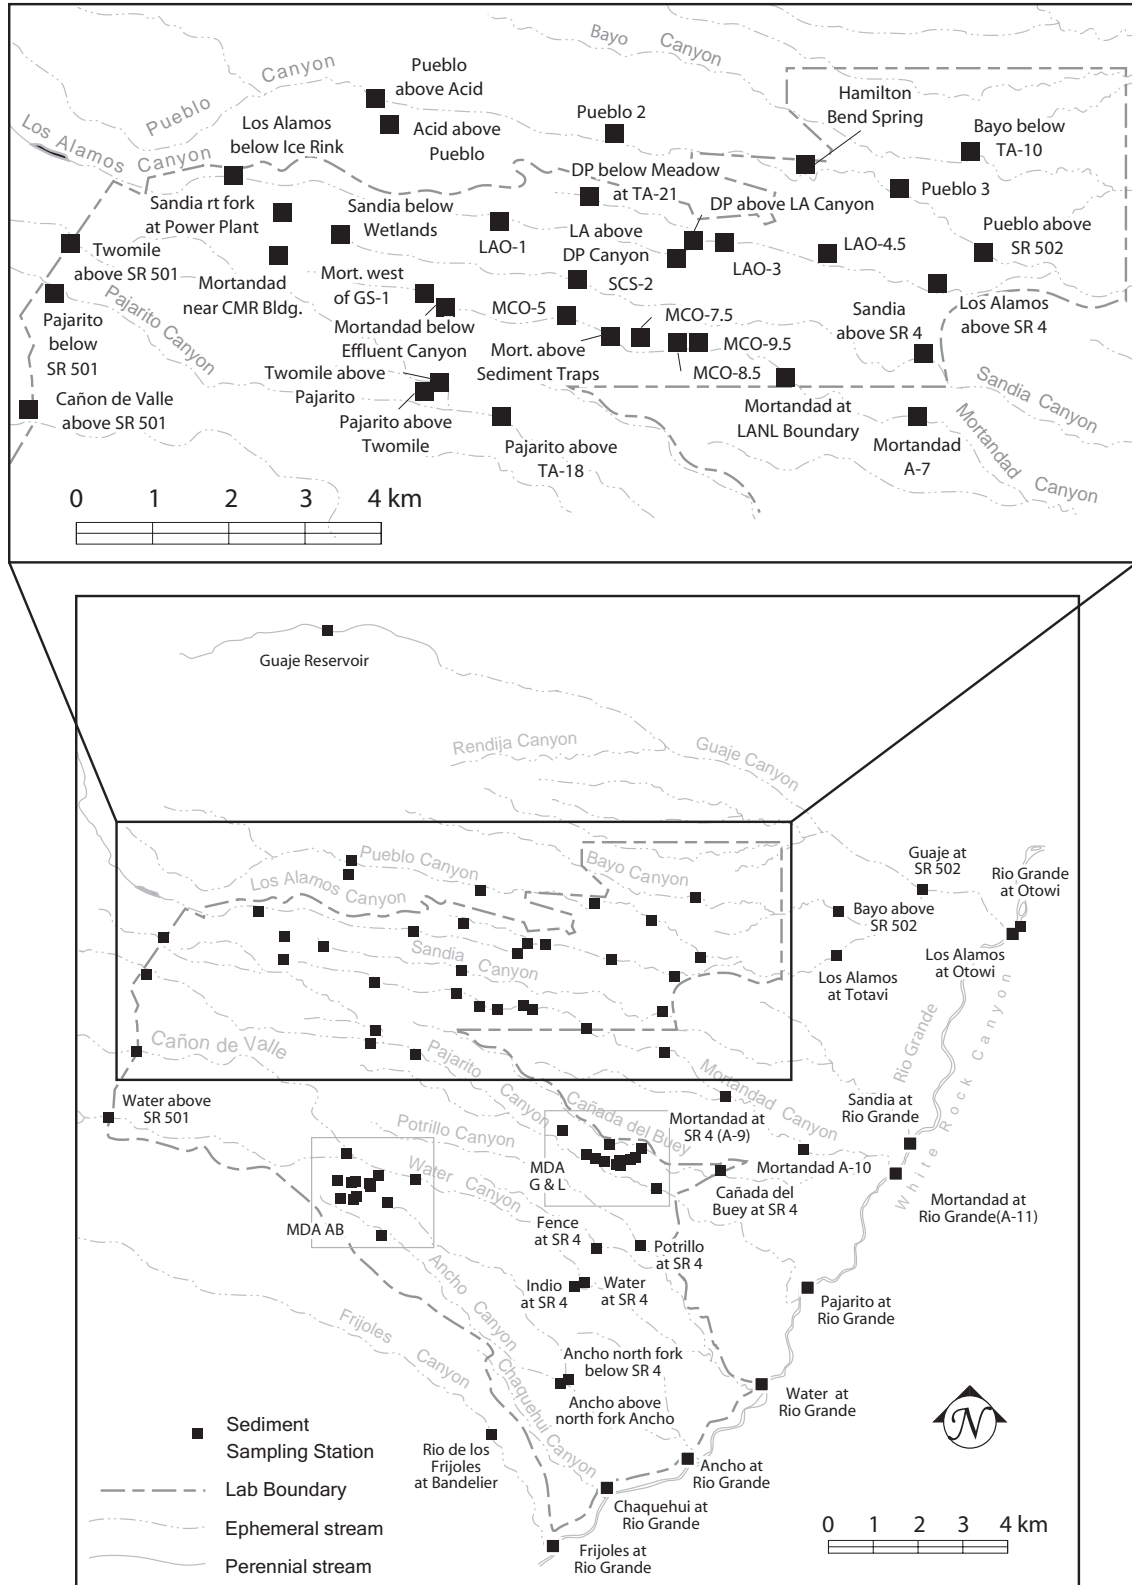 Bayo Canyon
Pueblo Canyon
Pueblo
above Acid
Hamilton
Bend Spring
Los Alamos Canyon
Los Alamos
below Ice Rink
Acid above
Pueblo
Pueblo 2
Bayo below
TA-10
DP below Meadow
at TA-21
Pueblo 3
Sandia rt fork
at Power Plant
Sandia below
Wetlands
DP above LA Canyon
LAO-1
LA above
DP Canyon
LAO-3
LAO-4.5
Pueblo above
SR 502
Twomile
above SR 501
Mortandad
near CMR Bldg.
Mort. west
of GS-1
SCS-2
Pajarito Canyon
Pajarito
below
SR 501
Mortandad below
Effluent Canyon
MCO-5
MCO-7.5
Sandia
above SR 4
Los Alamos
above SR 4
Mort. above
Sediment Traps
MCO-9.5
MCO-8.5
Twomile above
Pajarito
Cañon de Valle
above SR 501
Pajarito above
Twomile
Pajarito above
TA-18
Mortandad at
LANL Boundary
Mortandad
A-7
Sandia Canyon
Mortandad Canyon
0 1 2 3 4 km
Guaje Reservoir
Rendija Canyon
Guaje Canyon
Pueblo Canyon
Bayo Canyon
Los Alamos Canyon
Guaje at
SR 502
Rio Grande
at Otowi
Bayo above
SR 502
Sandia Canyon
Los Alamos
at Totavi
Los Alamos
at Otowi
Rio Grande
White Rock Canyon
Cañon de Valle
Pajarito Canyon
Mortandad Canyon
Water above
SR 501
Cañada del Buey
Mortandad at
SR 4 (A-9)
Sandia at
Rio Grande
Potrillo Canyon
MDA
G & L
Mortandad A-10
Water Canyon
Cañada del
Buey at SR 4
Mortandad at
Rio Grande(A-11)
MDA AB
Fence
at SR 4
Potrillo
at SR 4
Ancho Canyon
Indio
at SR 4
Water
at SR 4
Pajarito at
Rio Grande
Frijoles Canyon
Chaquehui Canyon
Ancho north fork
below SR 4
Ancho above
north fork Ancho
Water at
Rio Grande
N
Sediment
Sampling Station
Rio de los
Frijoles
at Bandelier
Ancho at
Rio Grande
Lab Boundary
Chaquehui at
Rio Grande
Ephemeral stream
0 1 2 3 4 km
Perennial stream
Frijoles at
Rio Grande